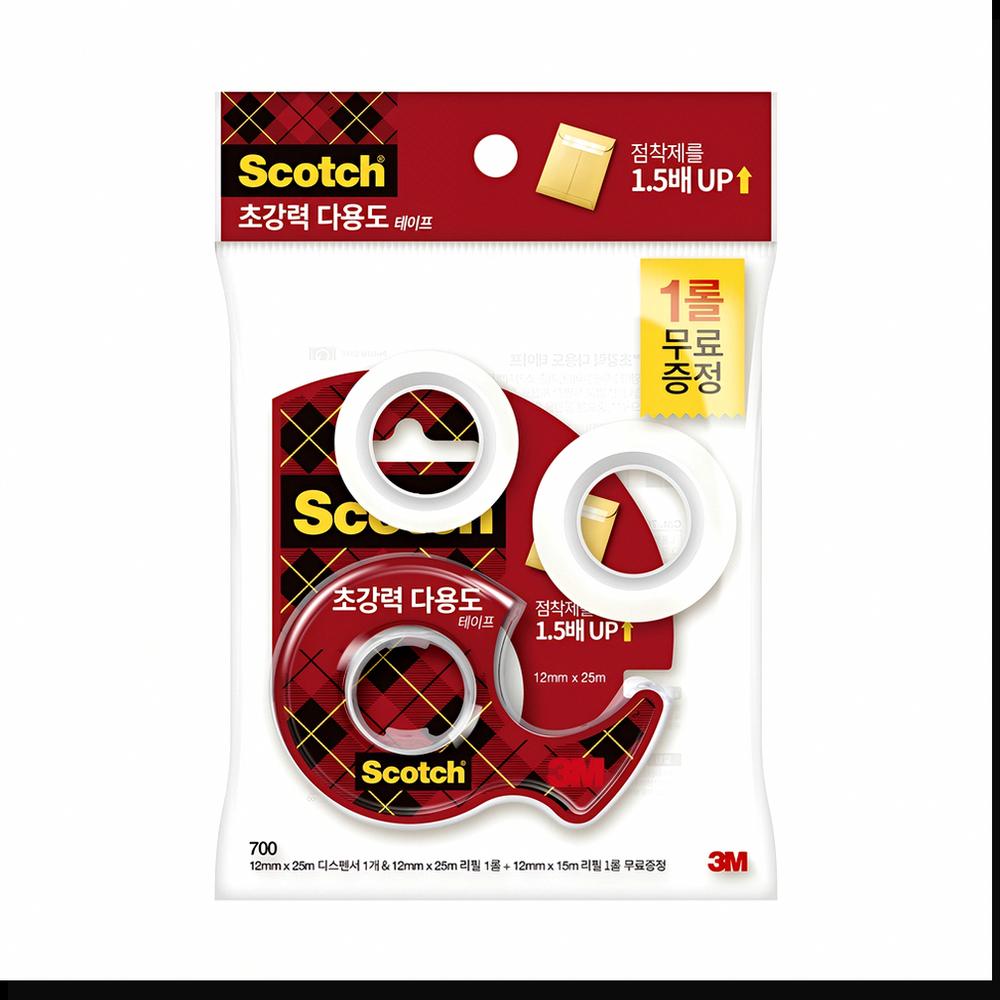 Scotch®
초강력 다용도 테이프
점착제를
1.5배 UP
1롤
무료
증정
초강력 다용도
테이프
점착제를
1.5배 UP
12mm x 25m
Scotch®
3M
700
12mm x 25m 디스펜서 1개 & 12mm x 25m 리필 1롤 + 12mm x 15m 리필 1롤 무료증정
3M